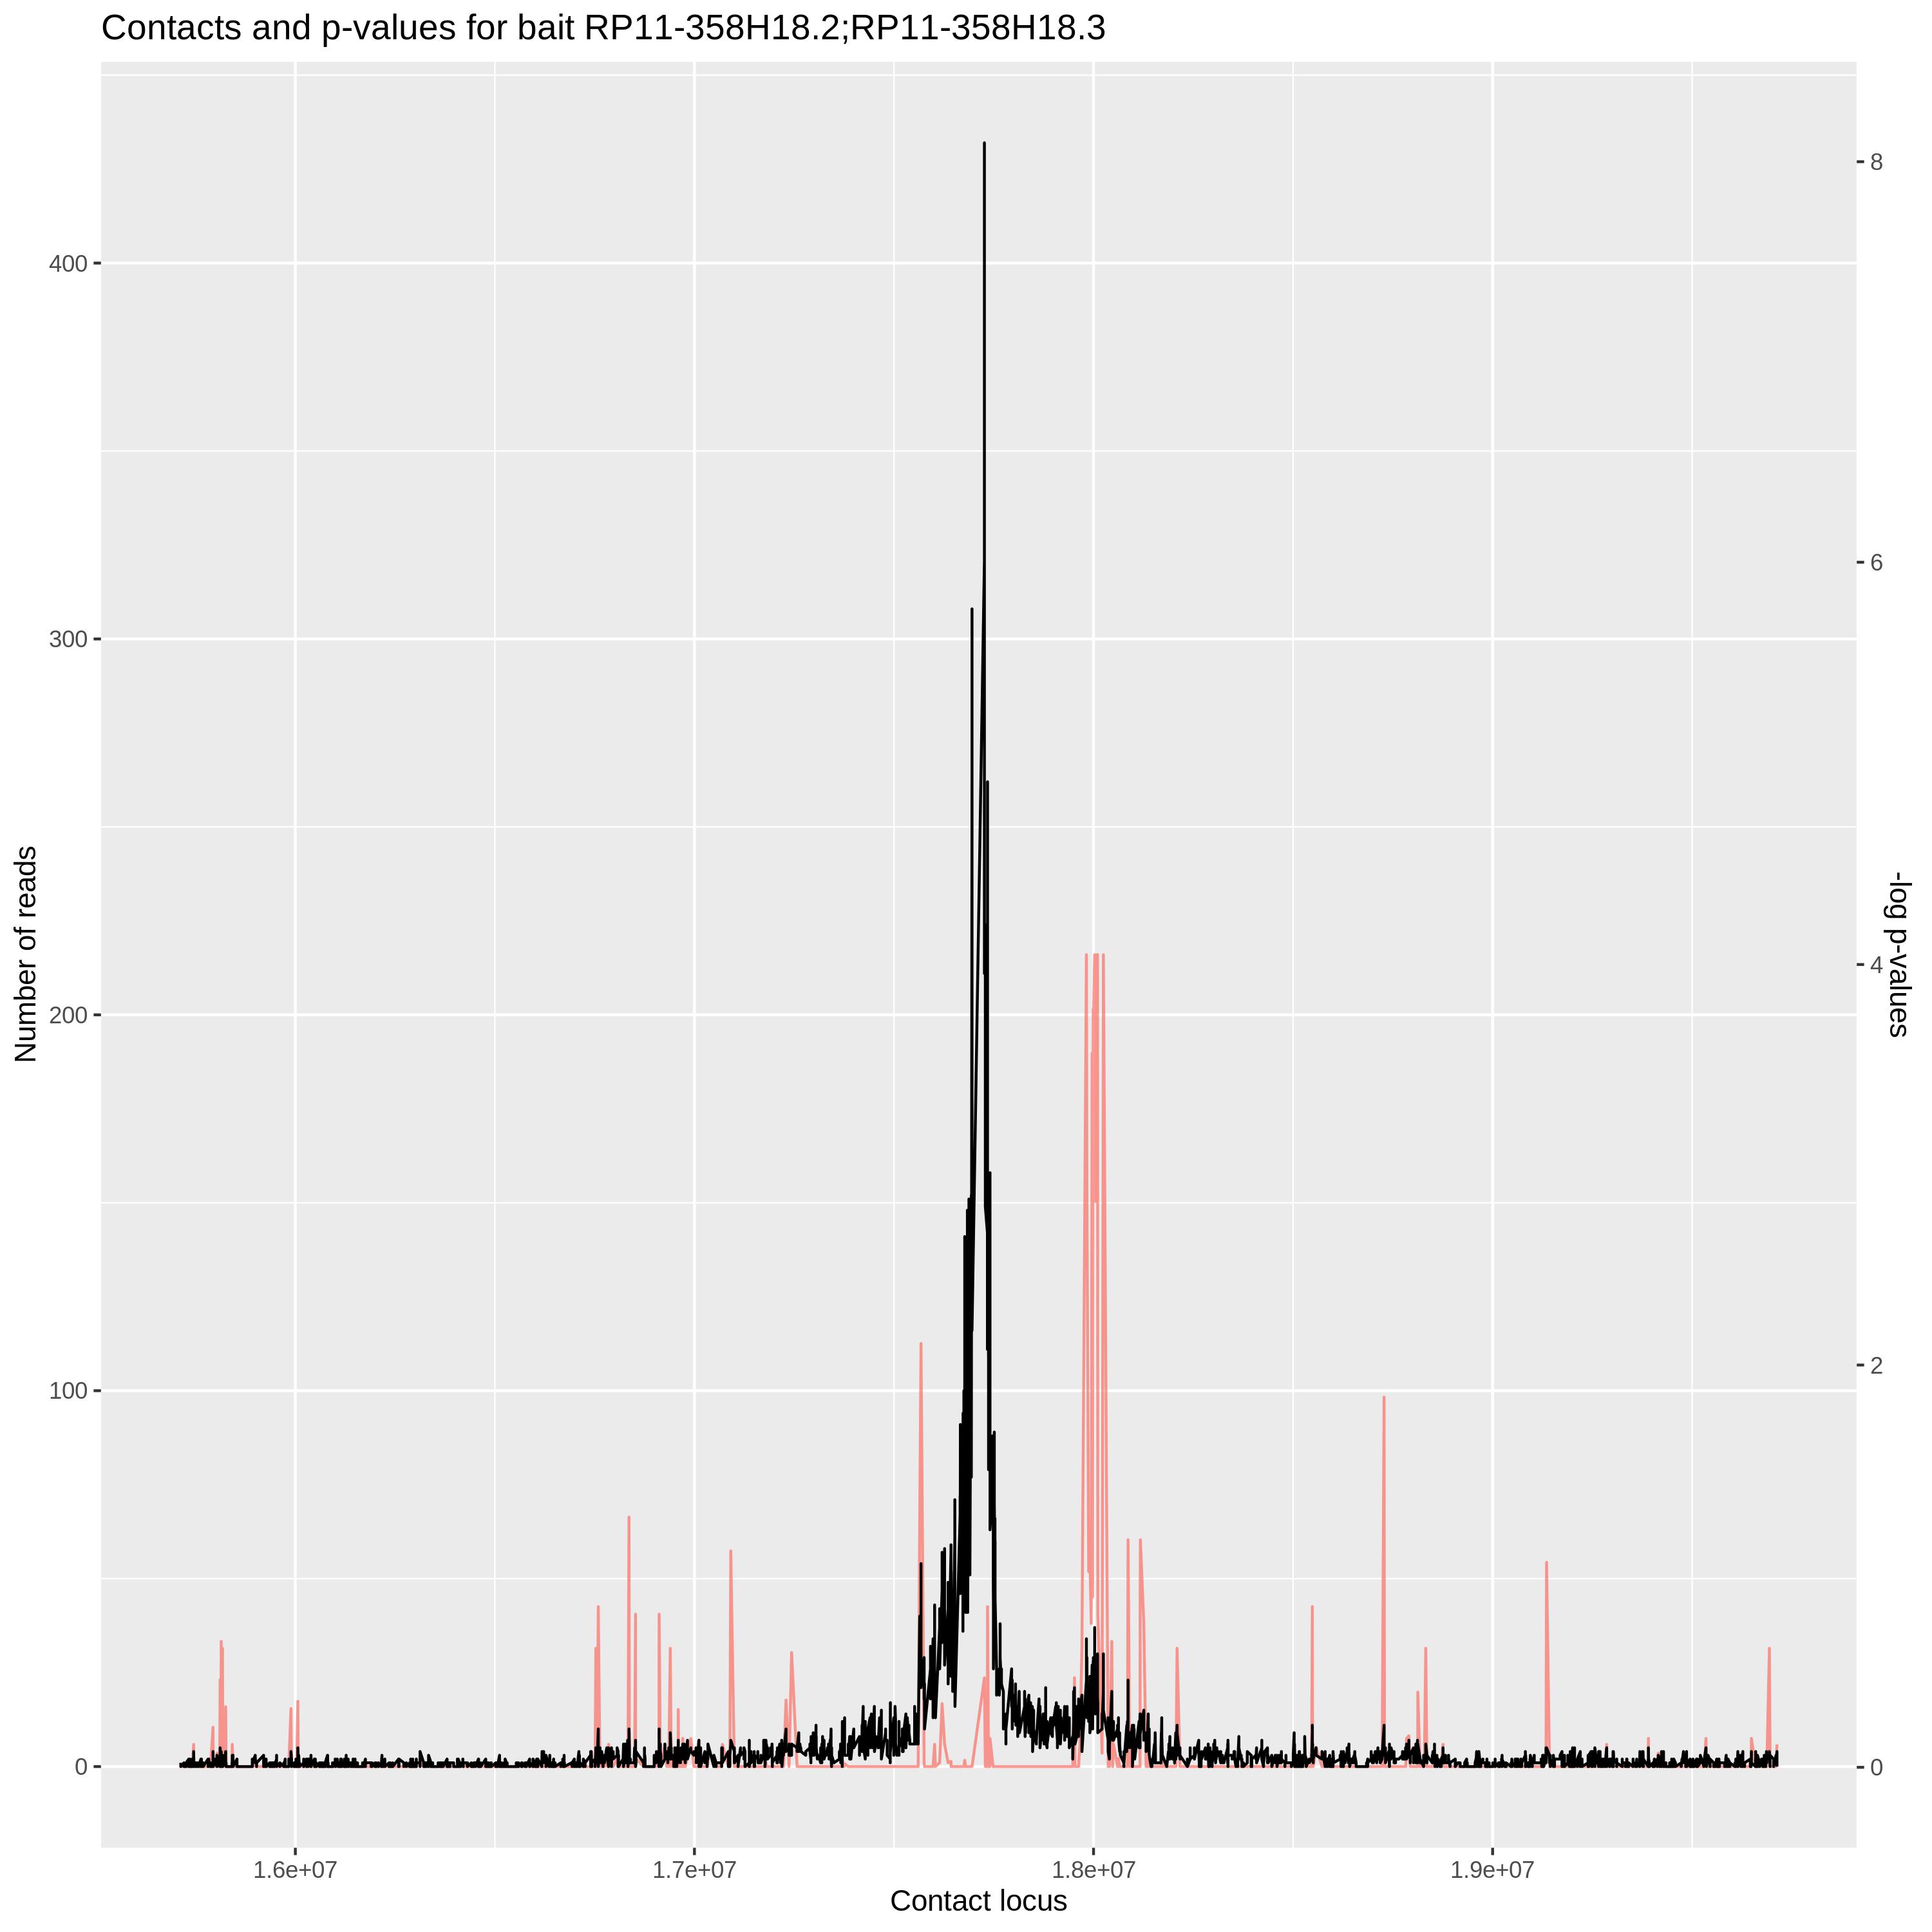 Contacts and p-values for bait RP11-358H18.2;RP11-358H18.3
Number of reads
400
300
200
100
0
8
6
4
2
0
-log p-values
1.6e+07
1.7e+07
1.8e+07
1.9e+07
Contact locus